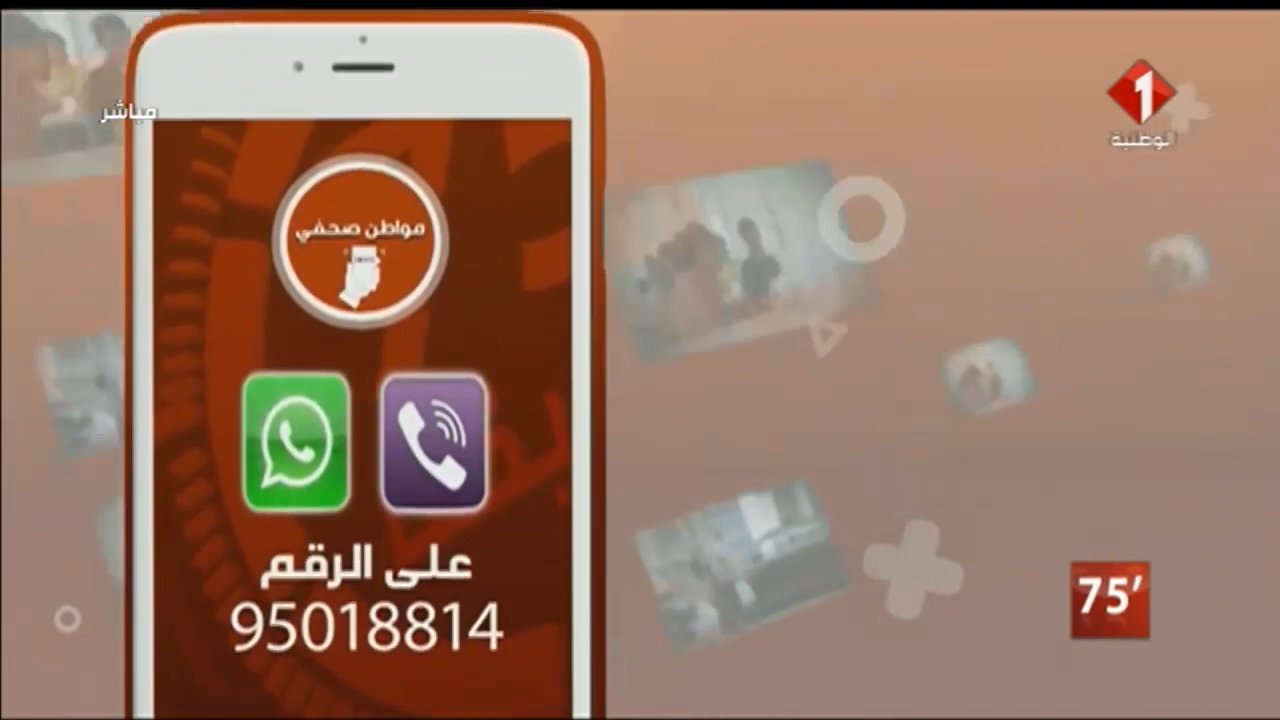 مباشر
1
الوطنية
مواطن صحفي
على الرقم
95018814
75’